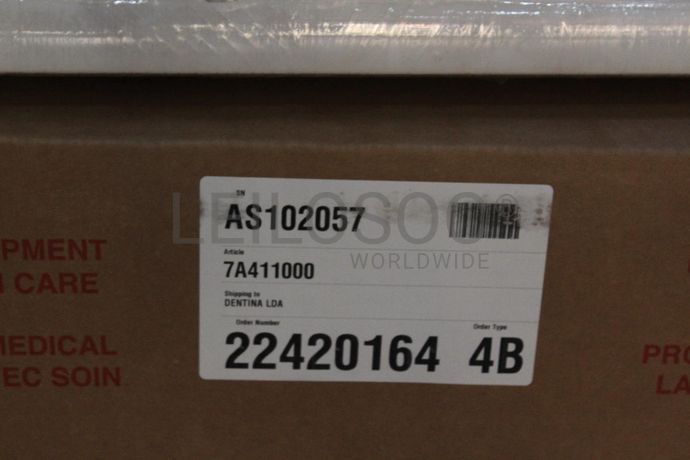 SN
AS102057
LEILOSOC®
WORLDWIDE
Article
7A411000
Shipping to
DENTINA LDA
Order Number
Order Type
22420164 4B
PMENT
CARE
MEDICAL
EC SOIN
PRO
LA